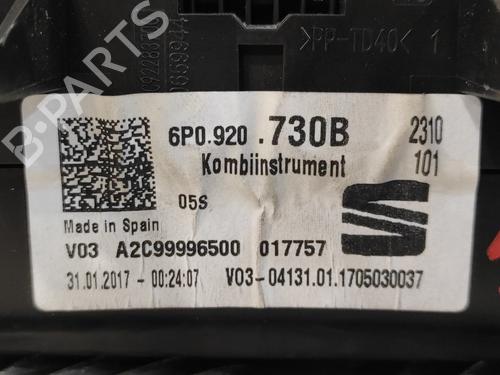 >PP-TD40< 1
6P0.920 .730B 2310
Kombiinstrument 101
05S
Made in Spain
V03 A2C99996500 017757
31.01.2017 - 00:24:07 V03-04131.01.1705030037
B-PARTS